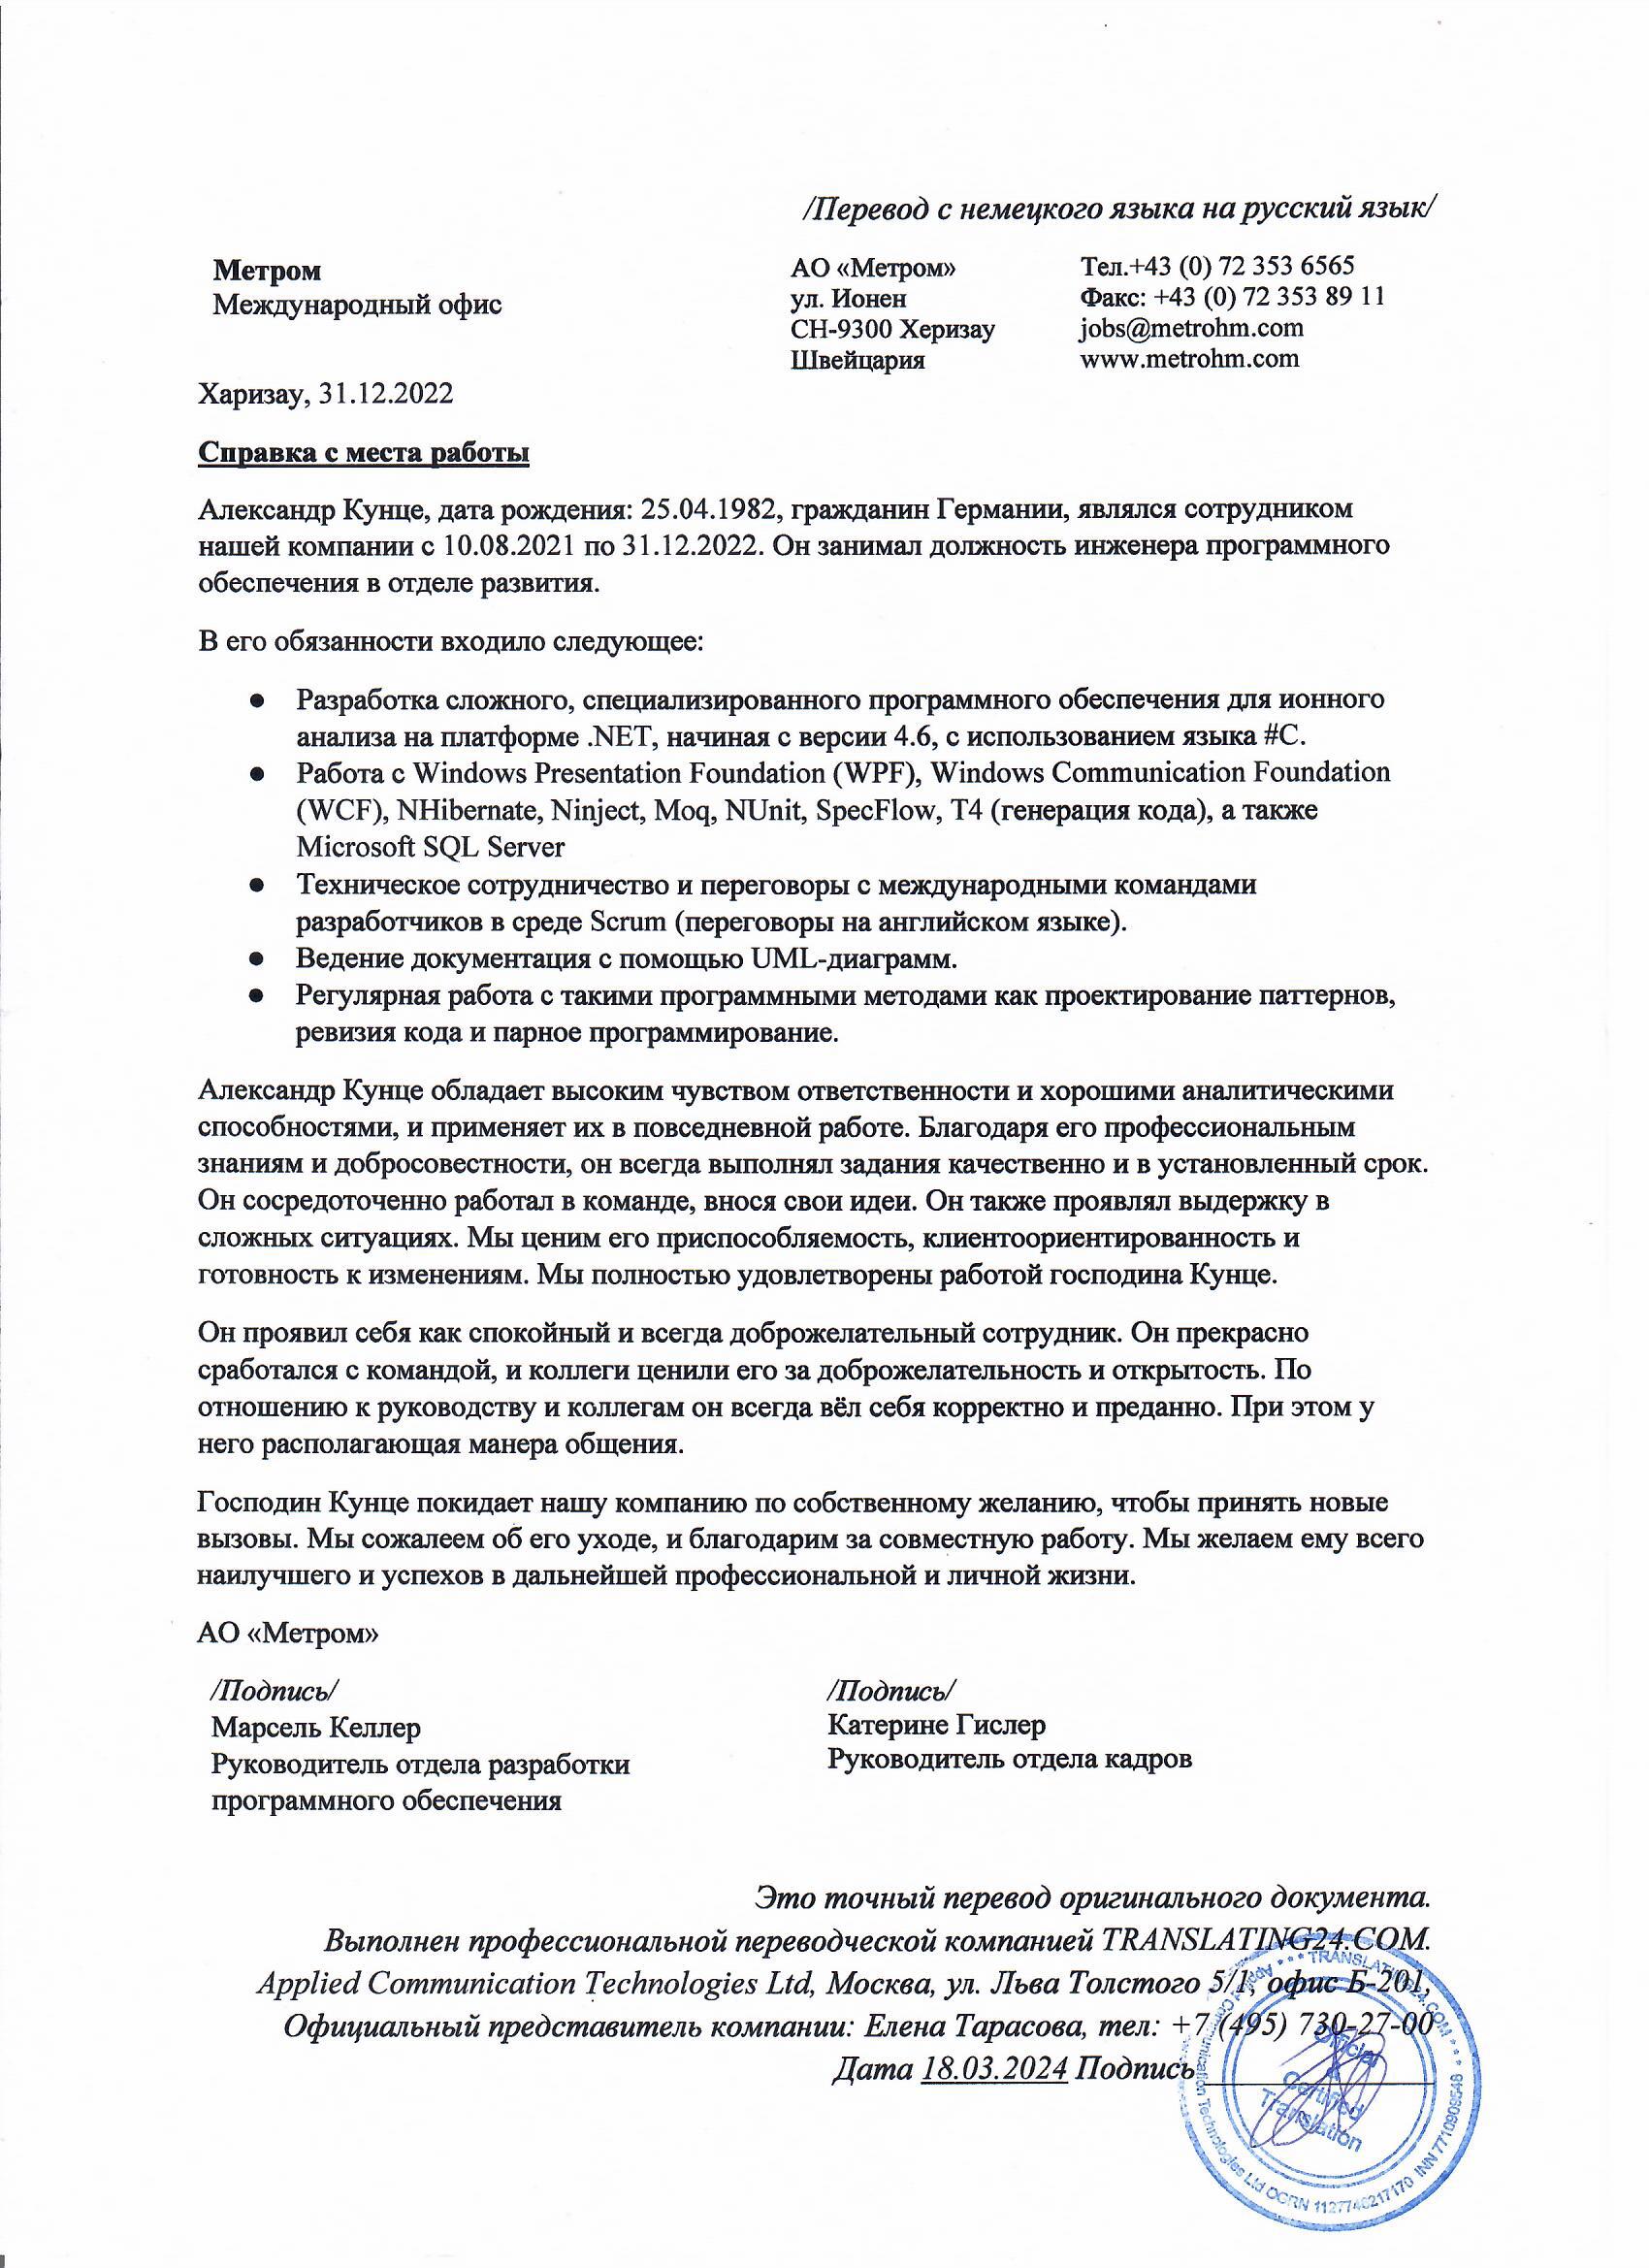 /Перевод с немецкого языка на русский язык/
Метром
Международный офис
АО «Метром»
ул. Ионен
CH-9300 Херизау
Швейцария
Тел.+43 (0) 72 353 6565
Факс: +43 (0) 72 353 89 11
jobs@metrohm.com
www.metrohm.com
Харизау, 31.12.2022
Справка с места работы
Александр Кунце, дата рождения: 25.04.1982, гражданин Германии, являлся сотрудником
нашей компании с 10.08.2021 по 31.12.2022. Он занимал должность инженера программного
обеспечения в отделе развития.
В его обязанности входило следующее:
● Разработка сложного, специализированного программного обеспечения для ионного
анализа на платформе .NET, начиная с версии 4.6, с использованием языка #C.
● Работа с Windows Presentation Foundation (WPF), Windows Communication Foundation
(WCF), NHibernate, Ninject, Moq, NUnit, SpecFlow, T4 (генерация кода), а также
Microsoft SQL Server
● Техническое сотрудничество и переговоры с международными командами
разработчиков в среде Scrum (переговоры на английском языке).
● Ведение документация с помощью UML-диаграмм.
● Регулярная работа с такими программными методами как проектирование паттернов,
ревизия кода и парное программирование.
Александр Кунце обладает высоким чувством ответственности и хорошими аналитическими
способностями, и применяет их в повседневной работе. Благодаря его профессиональным
знаниям и добросовестности, он всегда выполнял задания качественно и в установленный срок.
Он сосредоточенно работал в команде, внося свои идеи. Он также проявлял выдержку в
сложных ситуациях. Мы ценим его приспособляемость, клиентоориентированность и
готовность к изменениям. Мы полностью удовлетворены работой господина Кунце.
Он проявил себя как спокойный и всегда доброжелательный сотрудник. Он прекрасно
сработался с командой, и коллеги ценили его за доброжелательность и открытость. По
отношению к руководству и коллегам он всегда вёл себя корректно и преданно. При этом у
него располагающая манера общения.
Господин Кунце покидает нашу компанию по собственному желанию, чтобы принять новые
вызовы. Мы сожалеем об его уходе, и благодарим за совместную работу. Мы желаем ему всего
наилучшего и успехов в дальнейшей профессиональной и личной жизни.
АО «Метром»
/Подпись/
Марсель Келлер
Руководитель отдела разработки
программного обеспечения
/Подпись/
Катерине Гислер
Руководитель отдела кадров
Это точный перевод оригинального документа.
Выполнен профессиональной переводческой компанией TRANSLATING24.COM.
Applied Communication Technologies Ltd, Москва, ул. Льва Толстого 5/1, офис Б-201,
Официальный представитель компании: Елена Тарасова, тел: +7 (495) 730-27-00
Дата 18.03.2024 Подпись
* * * TRANSLATING24.COM * * *
Applied Communication Technologies Ltd OGRN 1127746217170 INN 7710909548
Official
&
Certified
Translation